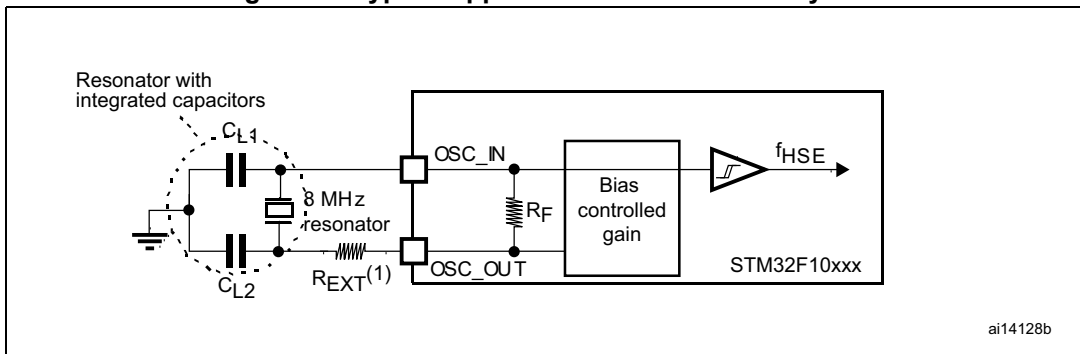 Resonator with
integrated capacitors
CL1
OSC_IN
fHSE
Bias
controlled
gain
RF
8 MHz
resonator
OSC_OUT
STM32F10xxx
REXT(1)
CL2
ai14128b